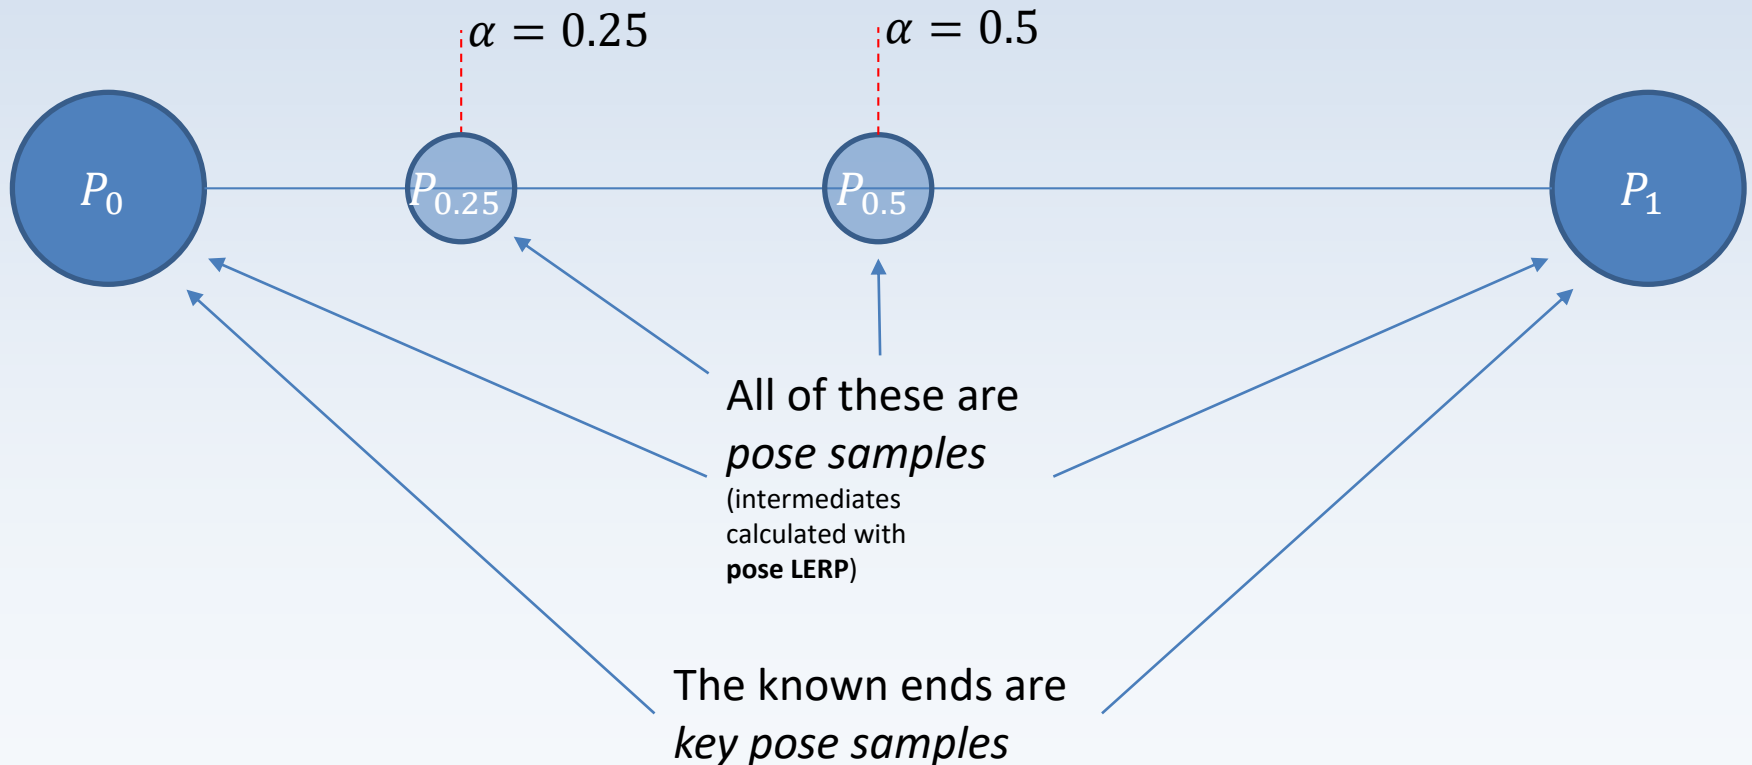 α = 0.25
α = 0.5
P₀
P₀.₂₅
P₀.₅
P₁
All of these are
pose samples
(intermediates
calculated with
pose LERP)
The known ends are
key pose samples